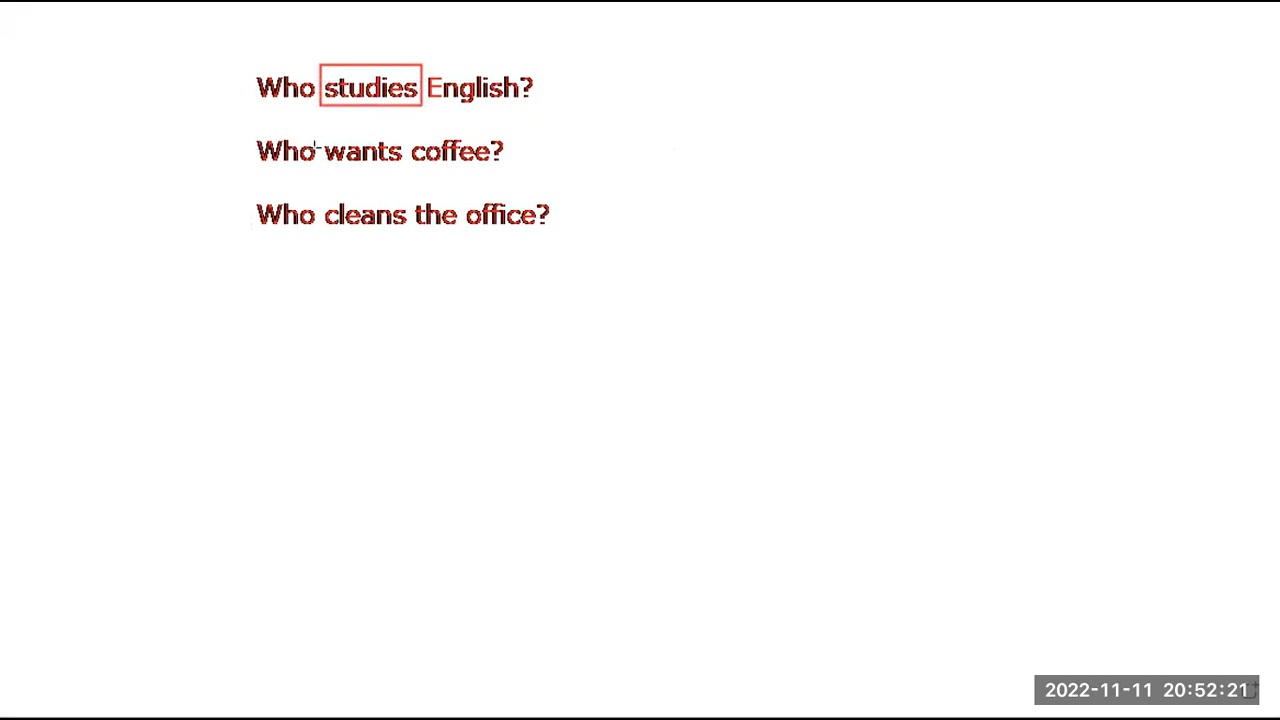 Who studies English?
Who wants coffee?
Who cleans the office?
2022-11-11 20:52:21